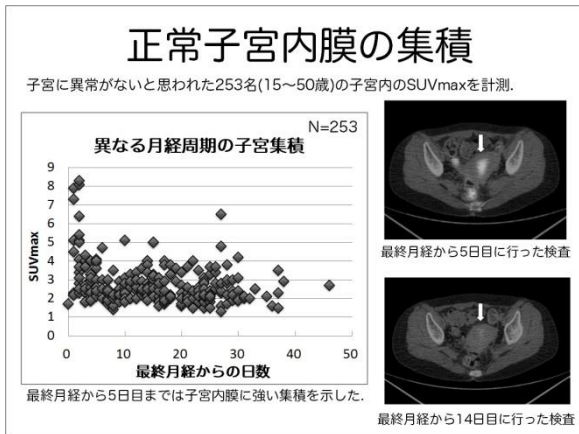 正常子宮内膜の集積
子宮に異常がないと思われた253名(15〜50歳)の子宮内のSUVmaxを計測.
N=253
異なる月経周期の子宮集積
SUVmax
9
8
7
6
5
4
3
2
1
0
0 10 20 30 40 50
最終月経からの日数
最終月経から5日目までは子宮内膜に強い集積を示した.
最終月経から5日目に行った検査
最終月経から14日目に行った検査